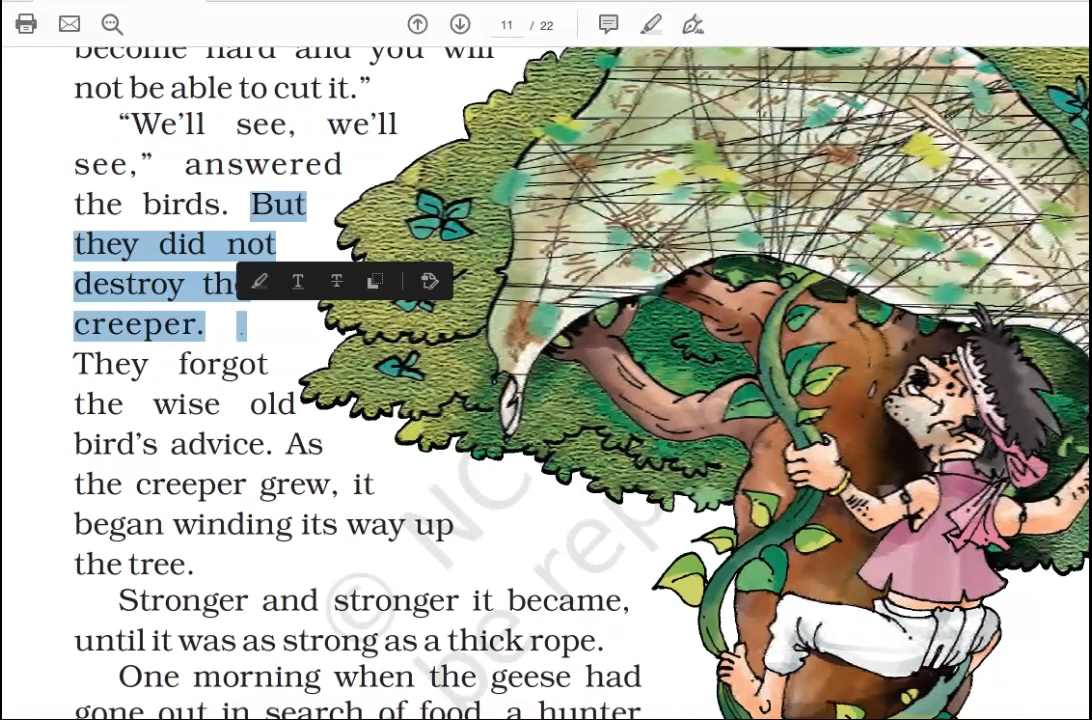 11 / 22
become hard and you will
not be able to cut it.”
“We’ll see, we’ll
see,” answered
the birds. But
they did not
destroy the
creeper.
They forgot
the wise old
bird’s advice. As
the creeper grew, it
began winding its way up
the tree.
Stronger and stronger it became,
until it was as strong as a thick rope.
One morning when the geese had
gone out in search of food, a hunter
© NC
be repu